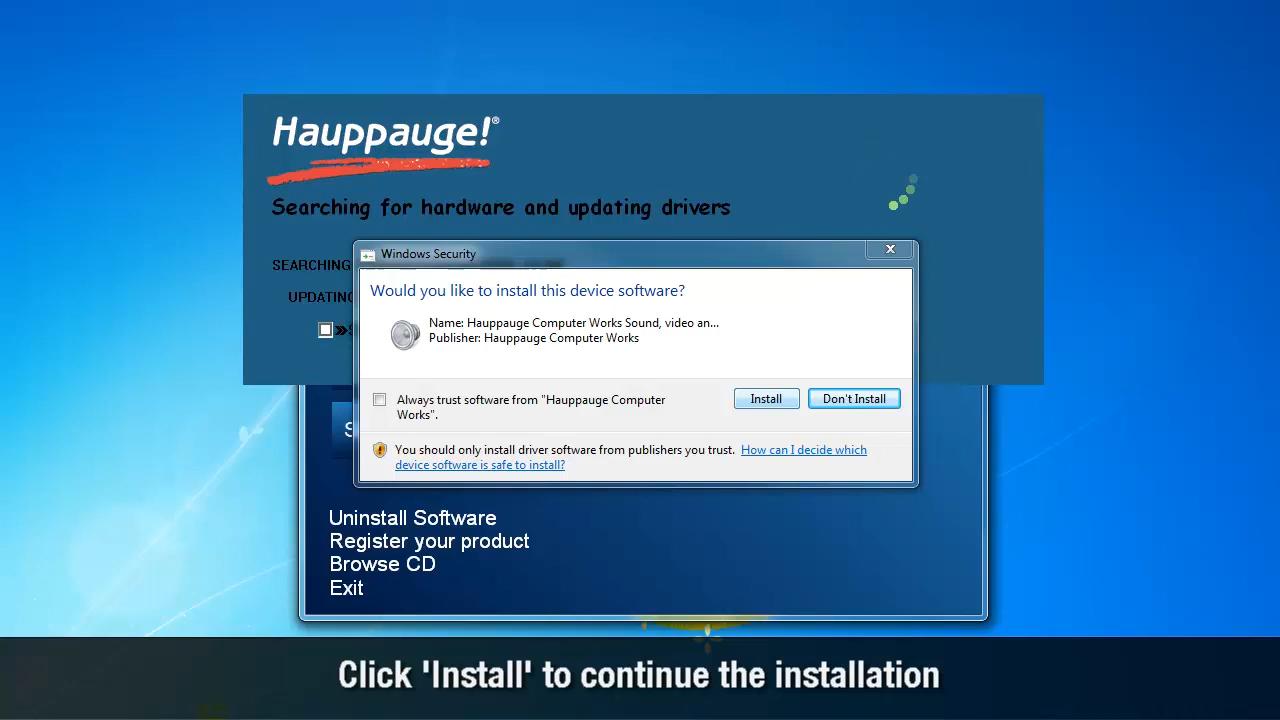 Hauppauge!®
Searching for hardware and updating drivers
SEARCHING
Windows Security
Would you like to install this device software?
UPDATING
Name: Hauppauge Computer Works Sound, video an...
Publisher: Hauppauge Computer Works
Always trust software from "Hauppauge Computer
Works".
Install
Don't Install
You should only install driver software from publishers you trust. How can I decide which
device software is safe to install?
Uninstall Software
Register your product
Browse CD
Exit
Click 'Install' to continue the installation